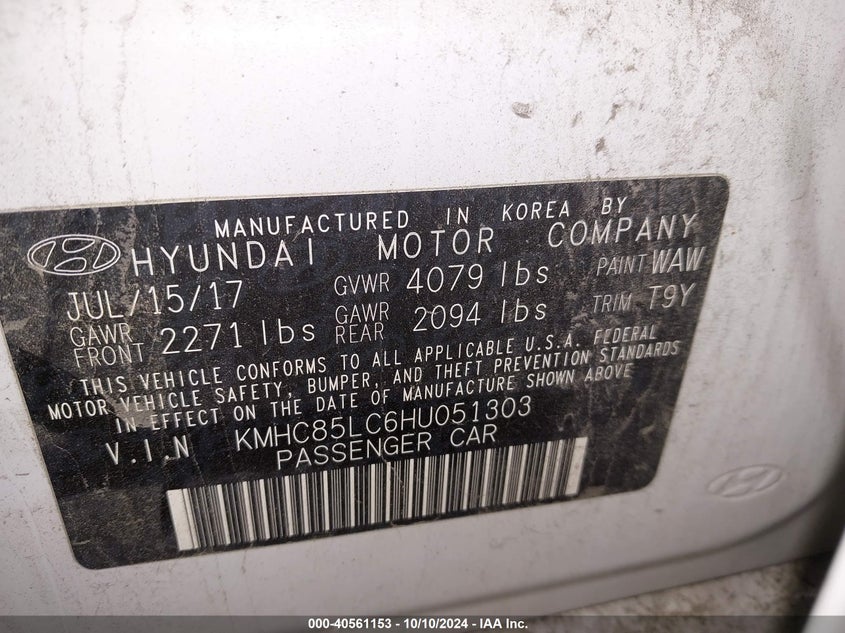 MANUFACTURED IN KOREA BY
HYUNDAI MOTOR COMPANY
JUL/15/17 GVWR 4079 lbs PAINT WAW
GAWR FRONT 2271 lbs GAWR REAR 2094 lbs TRIM T9Y
THIS VEHICLE CONFORMS TO ALL APPLICABLE U.S.A. FEDERAL
MOTOR VEHICLE SAFETY, BUMPER, AND THEFT PREVENTION STANDARDS
IN EFFECT ON THE DATE OF MANUFACTURE SHOWN ABOVE
V.I.N KMHC85LC6HU051303
PASSENGER CAR
000-40561153 - 10/10/2024 - IAA Inc.